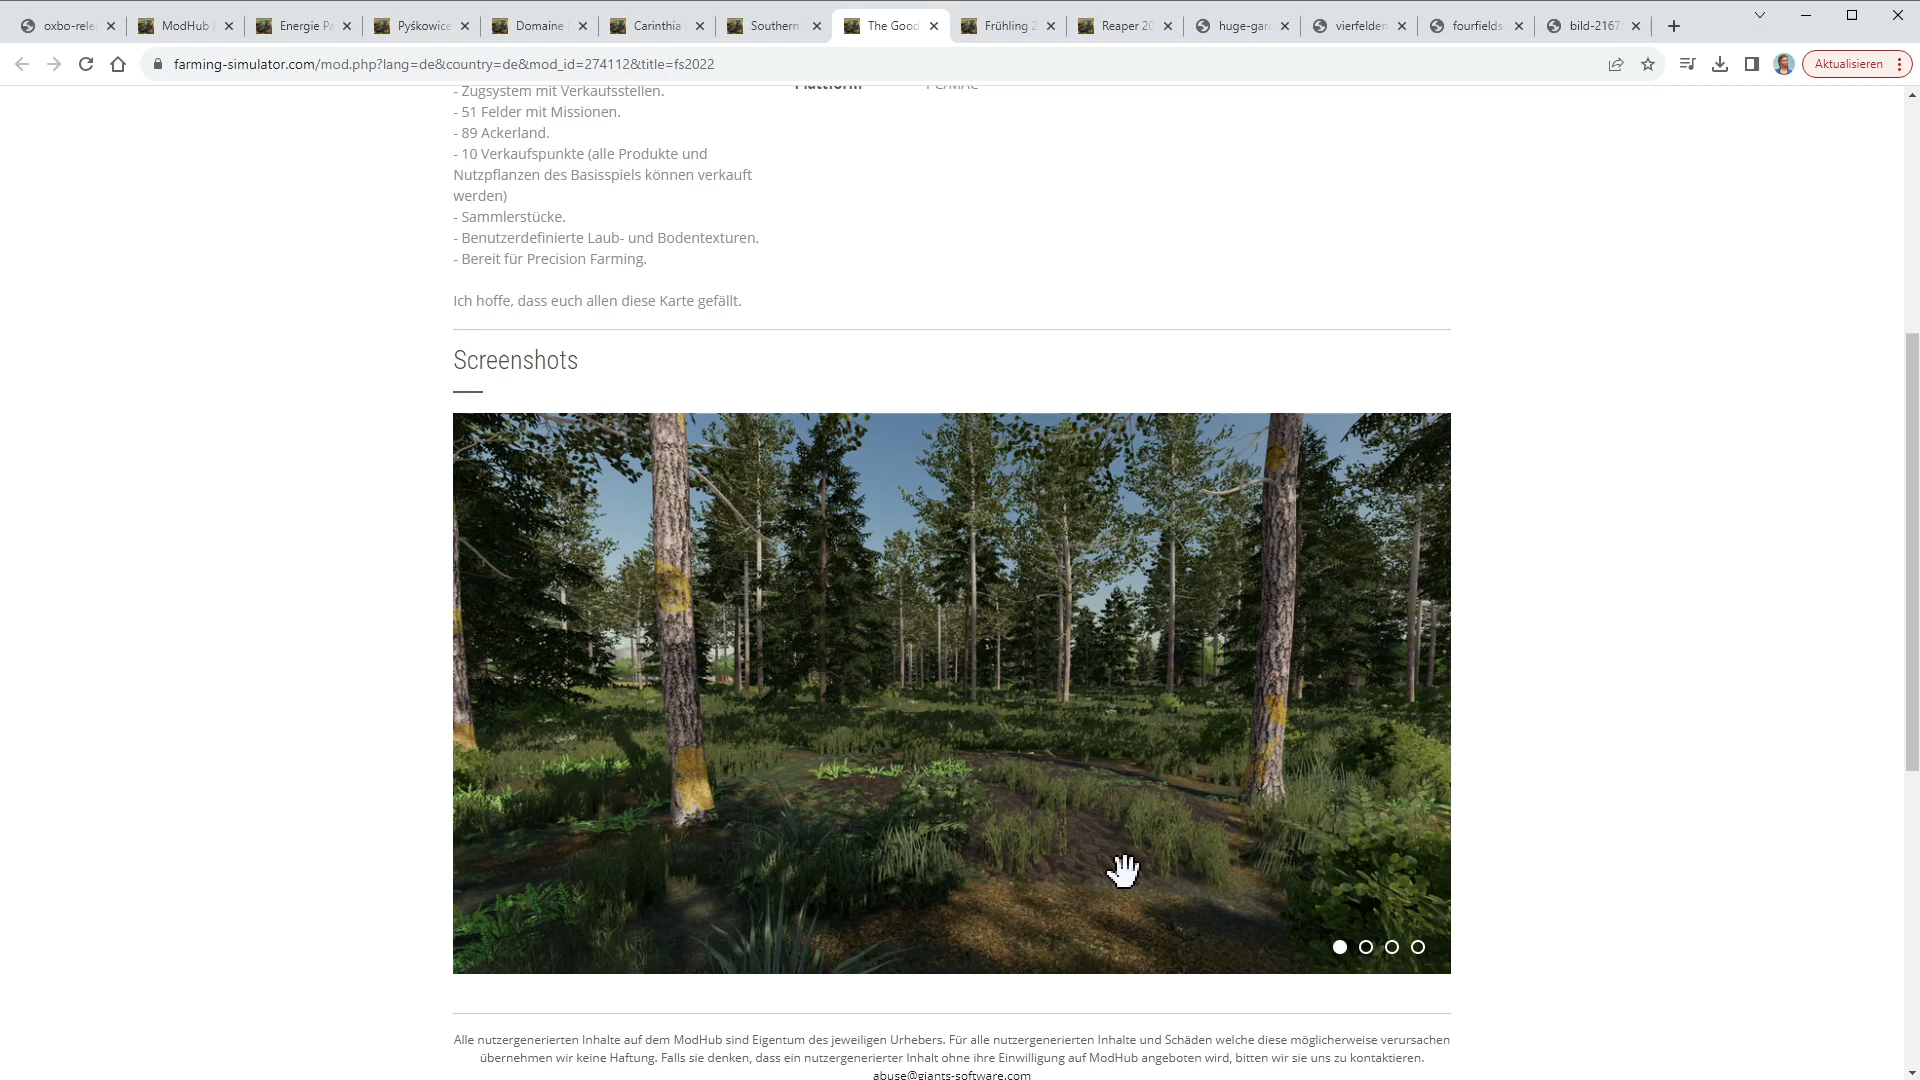 oxbo-rele
ModHub
Energie Pa
Pyśkowice
Domaine
Carinthia
Southern
The Good
Frühling 2
Reaper 20
huge-gard
vierfelden
fourfields-
bild-2167
farming-simulator.com/mod.php?lang=de&country=de&mod_id=274112&title=fs2022
Aktualisieren
- Zugsystem mit Verkaufsstellen.
Plattform
PC/MAC
- 51 Felder mit Missionen.
- 89 Ackerland.
- 10 Verkaufspunkte (alle Produkte und
Nutzpflanzen des Basisspiels können verkauft
werden)
- Sammlerstücke.
- Benutzerdefinierte Laub- und Bodentexturen.
- Bereit für Precision Farming.
Ich hoffe, dass euch allen diese Karte gefällt.
Screenshots
Alle nutzergenerierten Inhalte auf dem ModHub sind Eigentum des jeweiligen Urhebers. Für alle nutzergenerierten Inhalte und Schäden welche diese möglicherweise verursachen
übernehmen wir keine Haftung. Falls sie denken, dass ein nutzergenerierter Inhalt ohne ihre Einwilligung auf ModHub angeboten wird, bitten wir sie uns zu kontaktieren.
abuse@giants-software.com